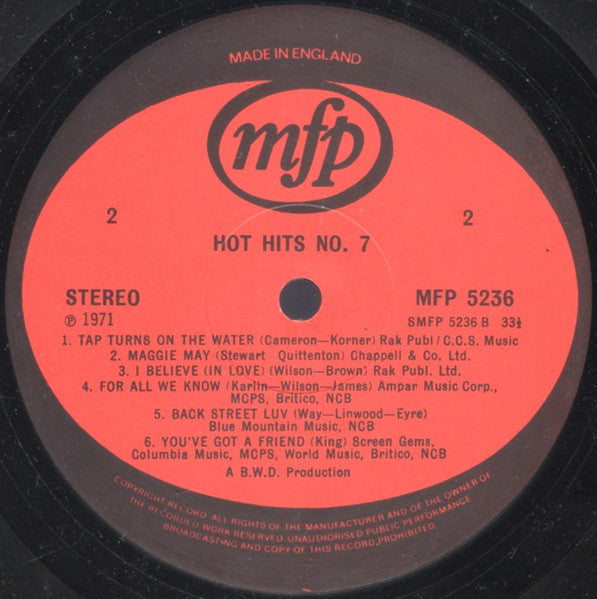 MADE IN ENGLAND
mfp
2 2
HOT HITS NO. 7
STEREO MFP 5236
℗ 1971 SMFP 5236 B 33⅓
1. TAP TURNS ON THE WATER (Cameron—Korner) Rak Publ/C.C.S. Music
2. MAGGIE MAY (Stewart Quittenton) Chappell & Co. Ltd.
3. I BELIEVE (IN LOVE) (Wilson—Brown) Rak Publ. Ltd.
4. FOR ALL WE KNOW (Karlin—Wilson—James) Ampar Music Corp.,
MCPS, Britico, NCB
5. BACK STREET LUV (Way—Linwood—Eyre)
Blue Mountain Music, NCB
6. YOU'VE GOT A FRIEND (King) Screen Gems,
Columbia Music, MCPS, World Music, Britico, NCB
A B.W.D. Production
COPYRIGHT RECORD. ALL RIGHTS OF THE MANUFACTURER AND OF THE OWNER OF
THE RECORDED WORK RESERVED UNAUTHORISED PUBLIC PERFORMANCE
BROADCASTING AND COPY OF THIS RECORD PROHIBITED